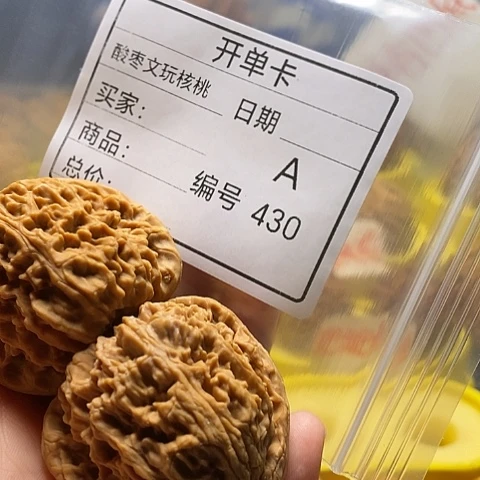 开单卡
酸枣文玩核桃 日期
买家：
商品： A
总价： 编号 430